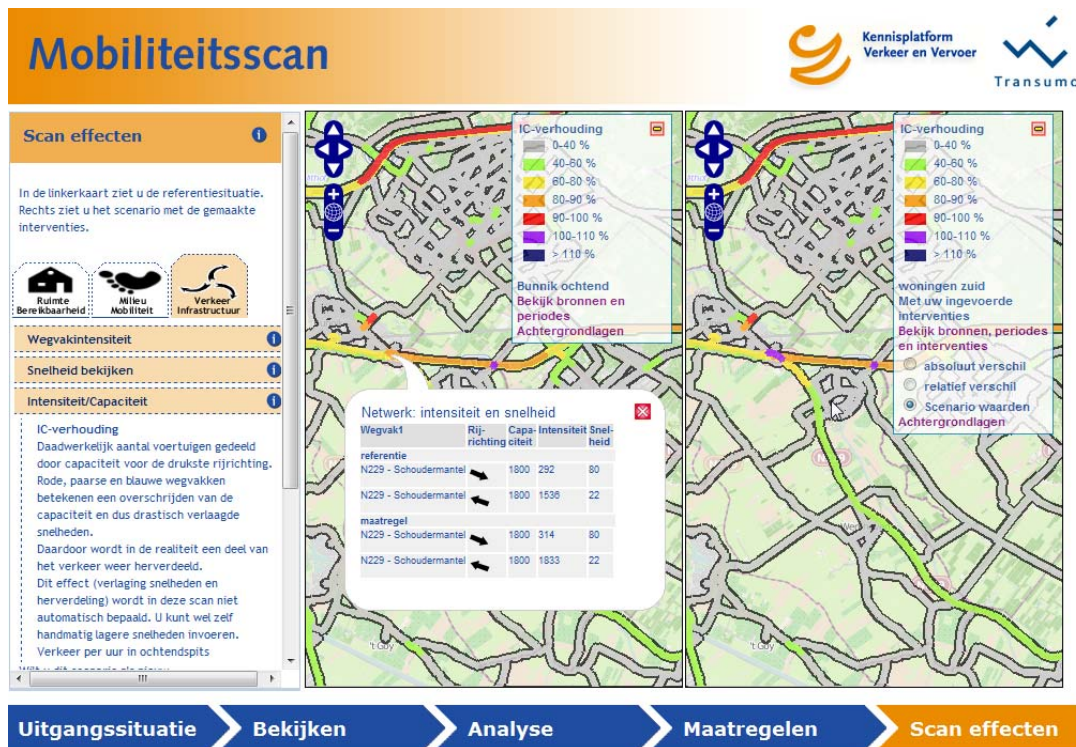 Mobiliteitsscan
Kennisplatform
Verkeer en Vervoer
Transumo
Scan effecten
In de linkerkaart ziet u de referentiesituatie.
Rechts ziet u het scenario met de gemaakte
interventies.
Ruimte
Bereikbaarheid
Milieu
Mobiliteit
Verkeer
Infrastructuur
Wegvakintensiteit
Snelheid bekijken
Intensiteit/Capaciteit
IC-verhouding
Daadwerkelijk aantal voertuigen gedeeld
door capaciteit voor de drukste rijrichting.
Rode, paarse en blauwe wegvakken
betekenen een overschrijden van de
capaciteit en dus drastisch verlaagde
snelheden.
Daardoor wordt in de realiteit een deel van
het verkeer weer herverdeeld.
Dit effect (verlaging snelheden en
herverdeling) wordt in deze scan niet
automatisch bepaald. U kunt wel zelf
handmatig lagere snelheden invoeren.
Verkeer per uur in ochtendspits
IC-verhouding
0-40 %
40-60 %
60-80 %
80-90 %
90-100 %
100-110 %
> 110 %
Bunnik ochtend
Bekijk bronnen en
periodes
Achtergrondlagen
Netwerk: intensiteit en snelheid
Wegvak1 Rij-richting Capa-citeit Intensiteit Snel-heid
referentie
N229 - Schoudermantel 1800 292 80
N229 - Schoudermantel 1800 1536 22
maatregel
N229 - Schoudermantel 1800 314 80
N229 - Schoudermantel 1800 1833 22
't Goy
IC-verhouding
0-40 %
40-60 %
60-80 %
80-90 %
90-100 %
100-110 %
> 110 %
woningen zuid
Met uw ingevoerde
interventies
Bekijk bronnen, periodes
en interventies
absoluut verschil
relatief verschil
Scenario waarden
Achtergrondlagen
't Goy
Uitgangssituatie
Bekijken
Analyse
Maatregelen
Scan effecten